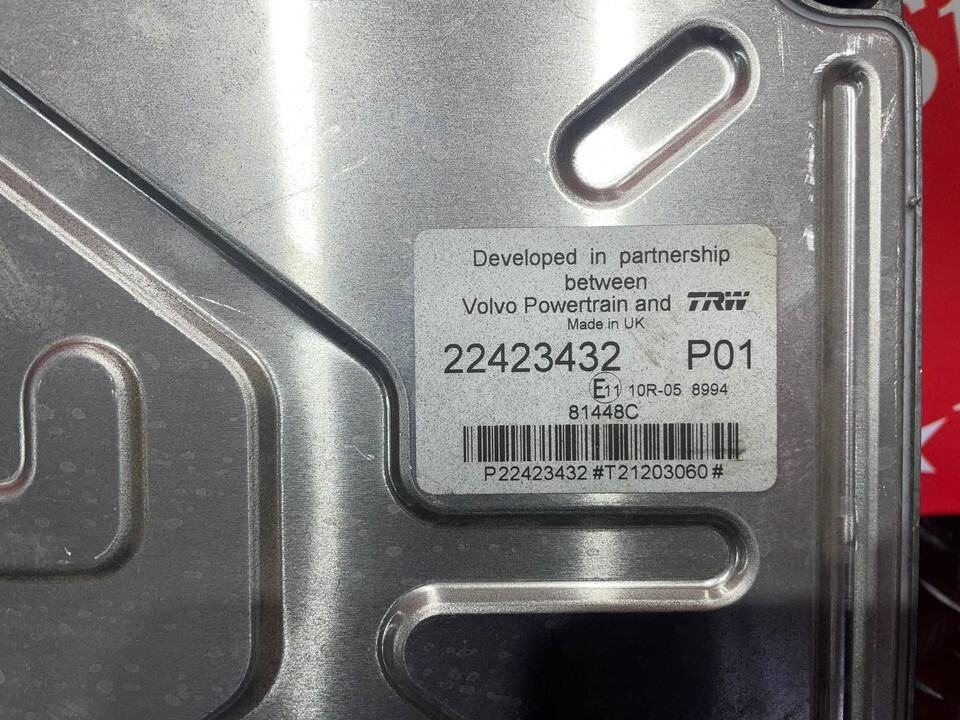 Developed in partnership
between
Volvo Powertrain and TRW
Made in UK
22423432 P01
E11 10R-05 8994
81448C
P22423432 #T21203060 #